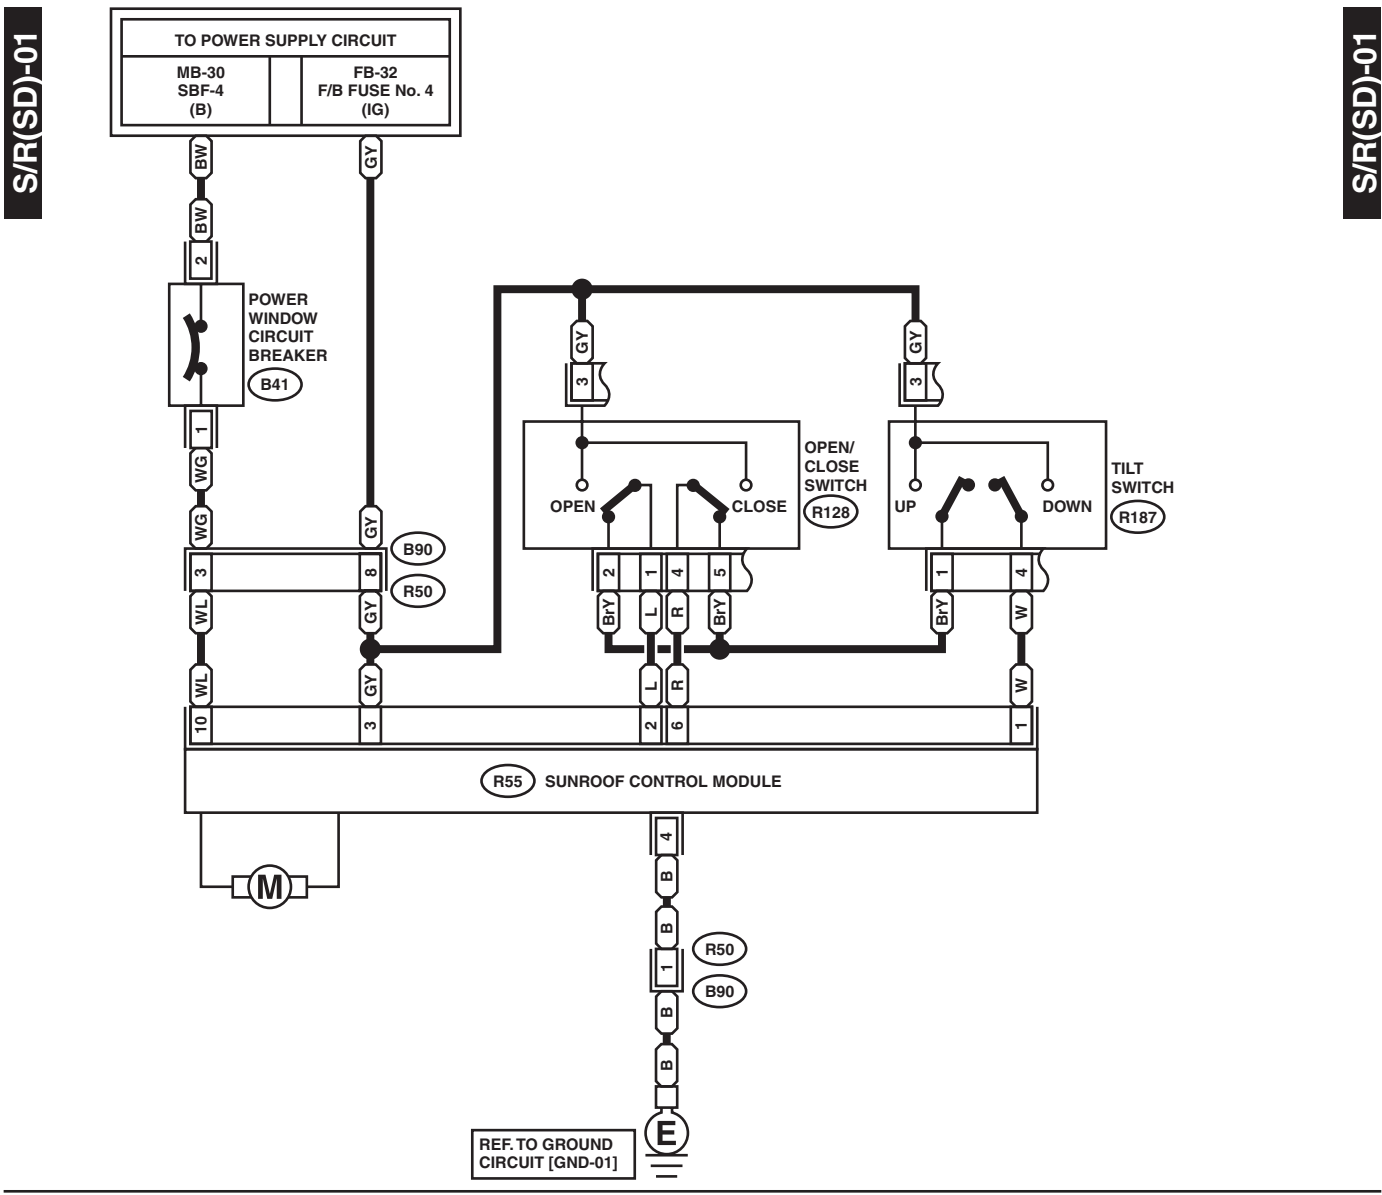 S/R(SD)-01
S/R(SD)-01
TO POWER SUPPLY CIRCUIT
MB-30
SBF-4
(B)
FB-32
F/B FUSE No. 4
(IG)
BW
GY
BW
2
POWER
WINDOW
CIRCUIT
BREAKER
B41
1
WG
WG
GY
B90
3
8
R50
WL
GY
WL
GY
GY
GY
3
3
OPEN/
CLOSE
SWITCH
R128
OPEN
CLOSE
TILT
SWITCH
R187
UP
DOWN
2
1
4
5
1
4
BrY
L
R
BrY
BrY
W
L
R
W
10
3
2
6
1
R55
SUNROOF CONTROL MODULE
M
4
B
B
R50
1
B90
B
B
E
REF. TO GROUND
CIRCUIT [GND-01]